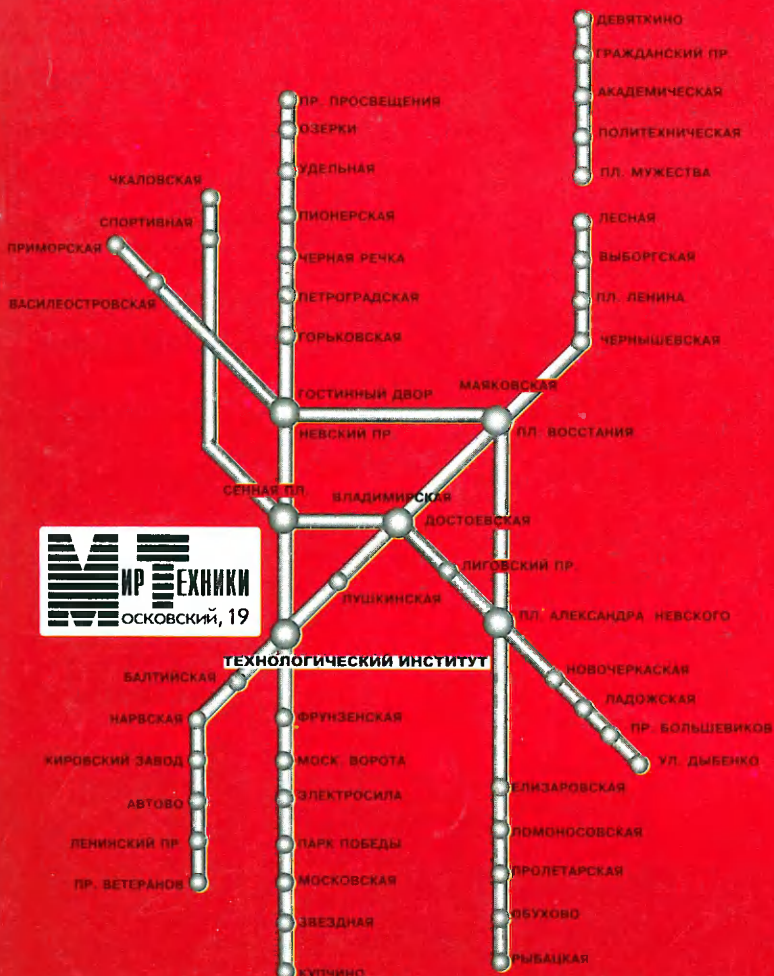 ДЕВЯТКИНО
ГРАЖДАНСКИЙ ПР.
АКАДЕМИЧЕСКАЯ
ПОЛИТЕХНИЧЕСКАЯ
ПЛ. МУЖЕСТВА
ПР. ПРОСВЕЩЕНИЯ
ОЗЕРКИ
УДЕЛЬНАЯ
ПИОНЕРСКАЯ
ЧЕРНАЯ РЕЧКА
ПЕТРОГРАДСКАЯ
ГОРЬКОВСКАЯ
ЧКАЛОВСКАЯ
СПОРТИВНАЯ
ПРИМОРСКАЯ
ВАСИЛЕОСТРОВСКАЯ
ЛЕСНАЯ
ВЫБОРГСКАЯ
ПЛ. ЛЕНИНА
ЧЕРНЫШЕВСКАЯ
ГОСТИННЫЙ ДВОР
МАЯКОВСКАЯ
НЕВСКИЙ ПР.
ПЛ. ВОССТАНИЯ
СЕННАЯ ПЛ.
ВЛАДИМИРСКАЯ
ДОСТОЕВСКАЯ
ЛИГОВСКИЙ ПР.
ПУШКИНСКАЯ
МИР ТЕХНИКИ
МОСКОВСКИЙ, 19
ПЛ. АЛЕКСАНДРА НЕВСКОГО
ТЕХНОЛОГИЧЕСКИЙ ИНСТИТУТ
БАЛТИЙСКАЯ
НАРВСКАЯ
КИРОВСКИЙ ЗАВОД
АВТОВО
ЛЕНИНСКИЙ ПР.
ПР. ВЕТЕРАНОВ
ФРУНЗЕНСКАЯ
МОСК. ВОРОТА
ЭЛЕКТРОСИЛА
ПАРК ПОБЕДЫ
МОСКОВСКАЯ
ЗВЕЗДНАЯ
КУПЧИНО
НОВОЧЕРКАСКАЯ
ЛАДОЖСКАЯ
ПР. БОЛЬШЕВИКОВ
УЛ. ДЫБЕНКО
ЕЛИЗАРОВСКАЯ
ЛОМОНОСОВСКАЯ
ПРОЛЕТАРСКАЯ
ОБУХОВО
РЫБАЦКАЯ